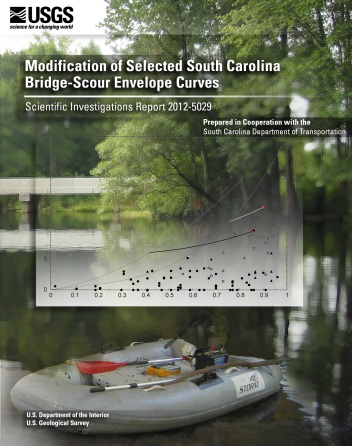 USGS
science for a changing world
Modification of Selected South Carolina
Bridge-Scour Envelope Curves
Scientific Investigations Report 2012-5029
Prepared in Cooperation with the
South Carolina Department of Transportation
5
0
0 0.1 0.2 0.3 0.4 0.5 0.6 0.7 0.8 0.9 1
U.S. Department of the Interior
U.S. Geological Survey